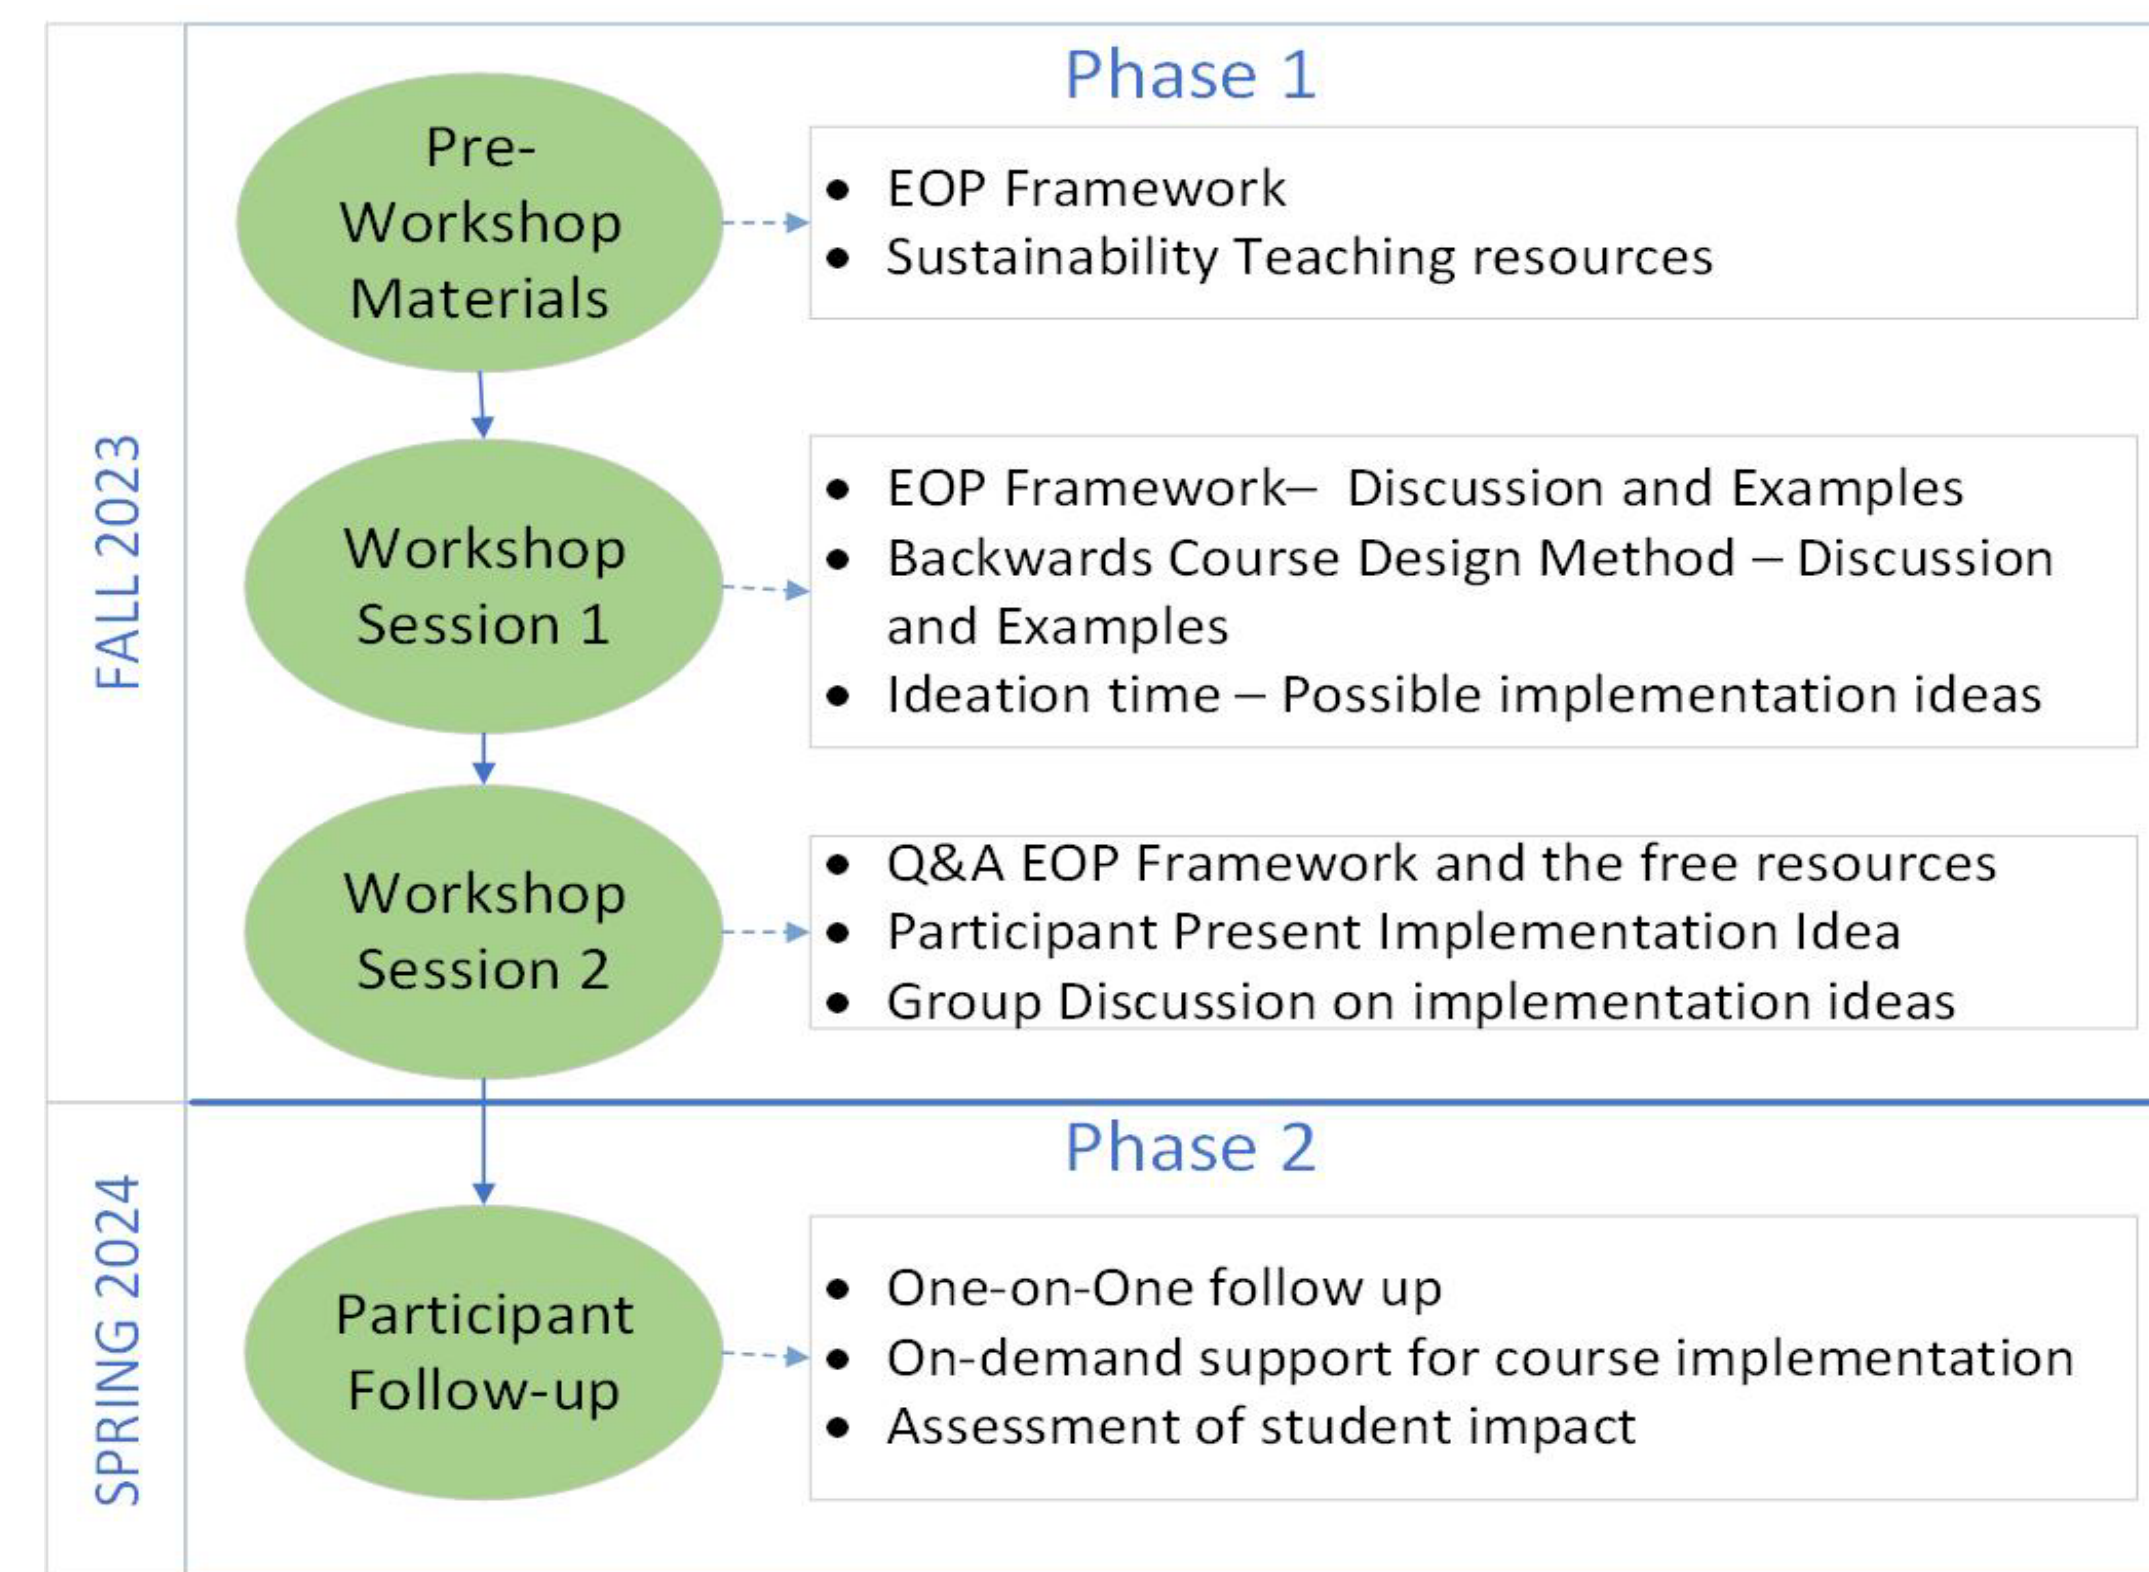 Phase 1
FALL 2023
Pre-
Workshop
Materials
• EOP Framework
• Sustainability Teaching resources
Workshop
Session 1
• EOP Framework– Discussion and Examples
• Backwards Course Design Method – Discussion
and Examples
• Ideation time – Possible implementation ideas
Workshop
Session 2
• Q&A EOP Framework and the free resources
• Participant Present Implementation Idea
• Group Discussion on implementation ideas
Phase 2
SPRING 2024
Participant
Follow-up
• One-on-One follow up
• On-demand support for course implementation
• Assessment of student impact